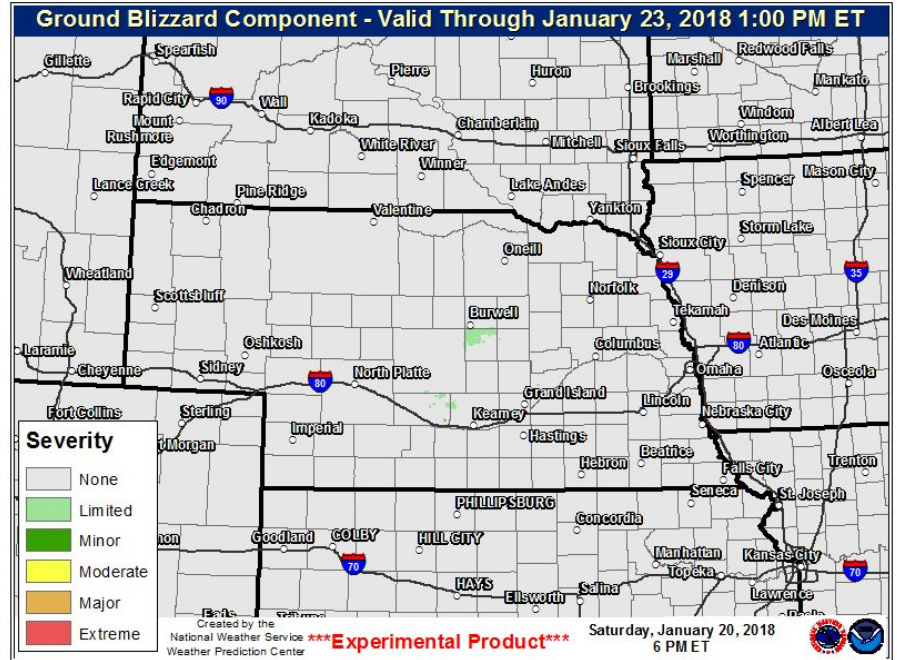 Ground Blizzard Component - Valid Through January 23, 2018 1:00 PM ET
Gillette
Spearfish
Pierre
Huron
Marshall
Redwood Falls
Brookings
Mankato
Rapid City
90
Wall
Kadoka
Chamberlain
Mitchell
Sioux Falls
Windom
Worthington
Albert Lea
Mount
Rushmore
White River
Winner
Edgemont
Lance Creek
Pine Ridge
Lake Andes
Spencer
Mason City
Chadron
Valentine
Yankton
Storm Lake
Oneill
Sioux City
29
35
Wheatland
Scottsbluff
Norfolk
Denison
Burwell
Tekamah
Des Moines
Laramie
Oshkosh
Columbus
80
Atlantic
Cheyenne
Sidney
80
North Platte
Omaha
Osceola
Fort Collins
Sterling
Grand Island
Kearney
Lincoln
Nebraska City
Imperial
Hastings
Morgan
Beatrice
Hebron
Falls City
Trenton
Seneca
St. Joseph
PHILLIPSBURG
Concordia
Goodland
COLBY
HILL CITY
Manhattan
Kansas City
70
Topeka
70
HAYS
Salina
Lawrence
Ellsworth
Severity
None
Limited
Minor
Moderate
Major
Extreme
Created by the
National Weather Service
Weather Prediction Center
***Experimental Product***
Saturday, January 20, 2018
6 PM ET